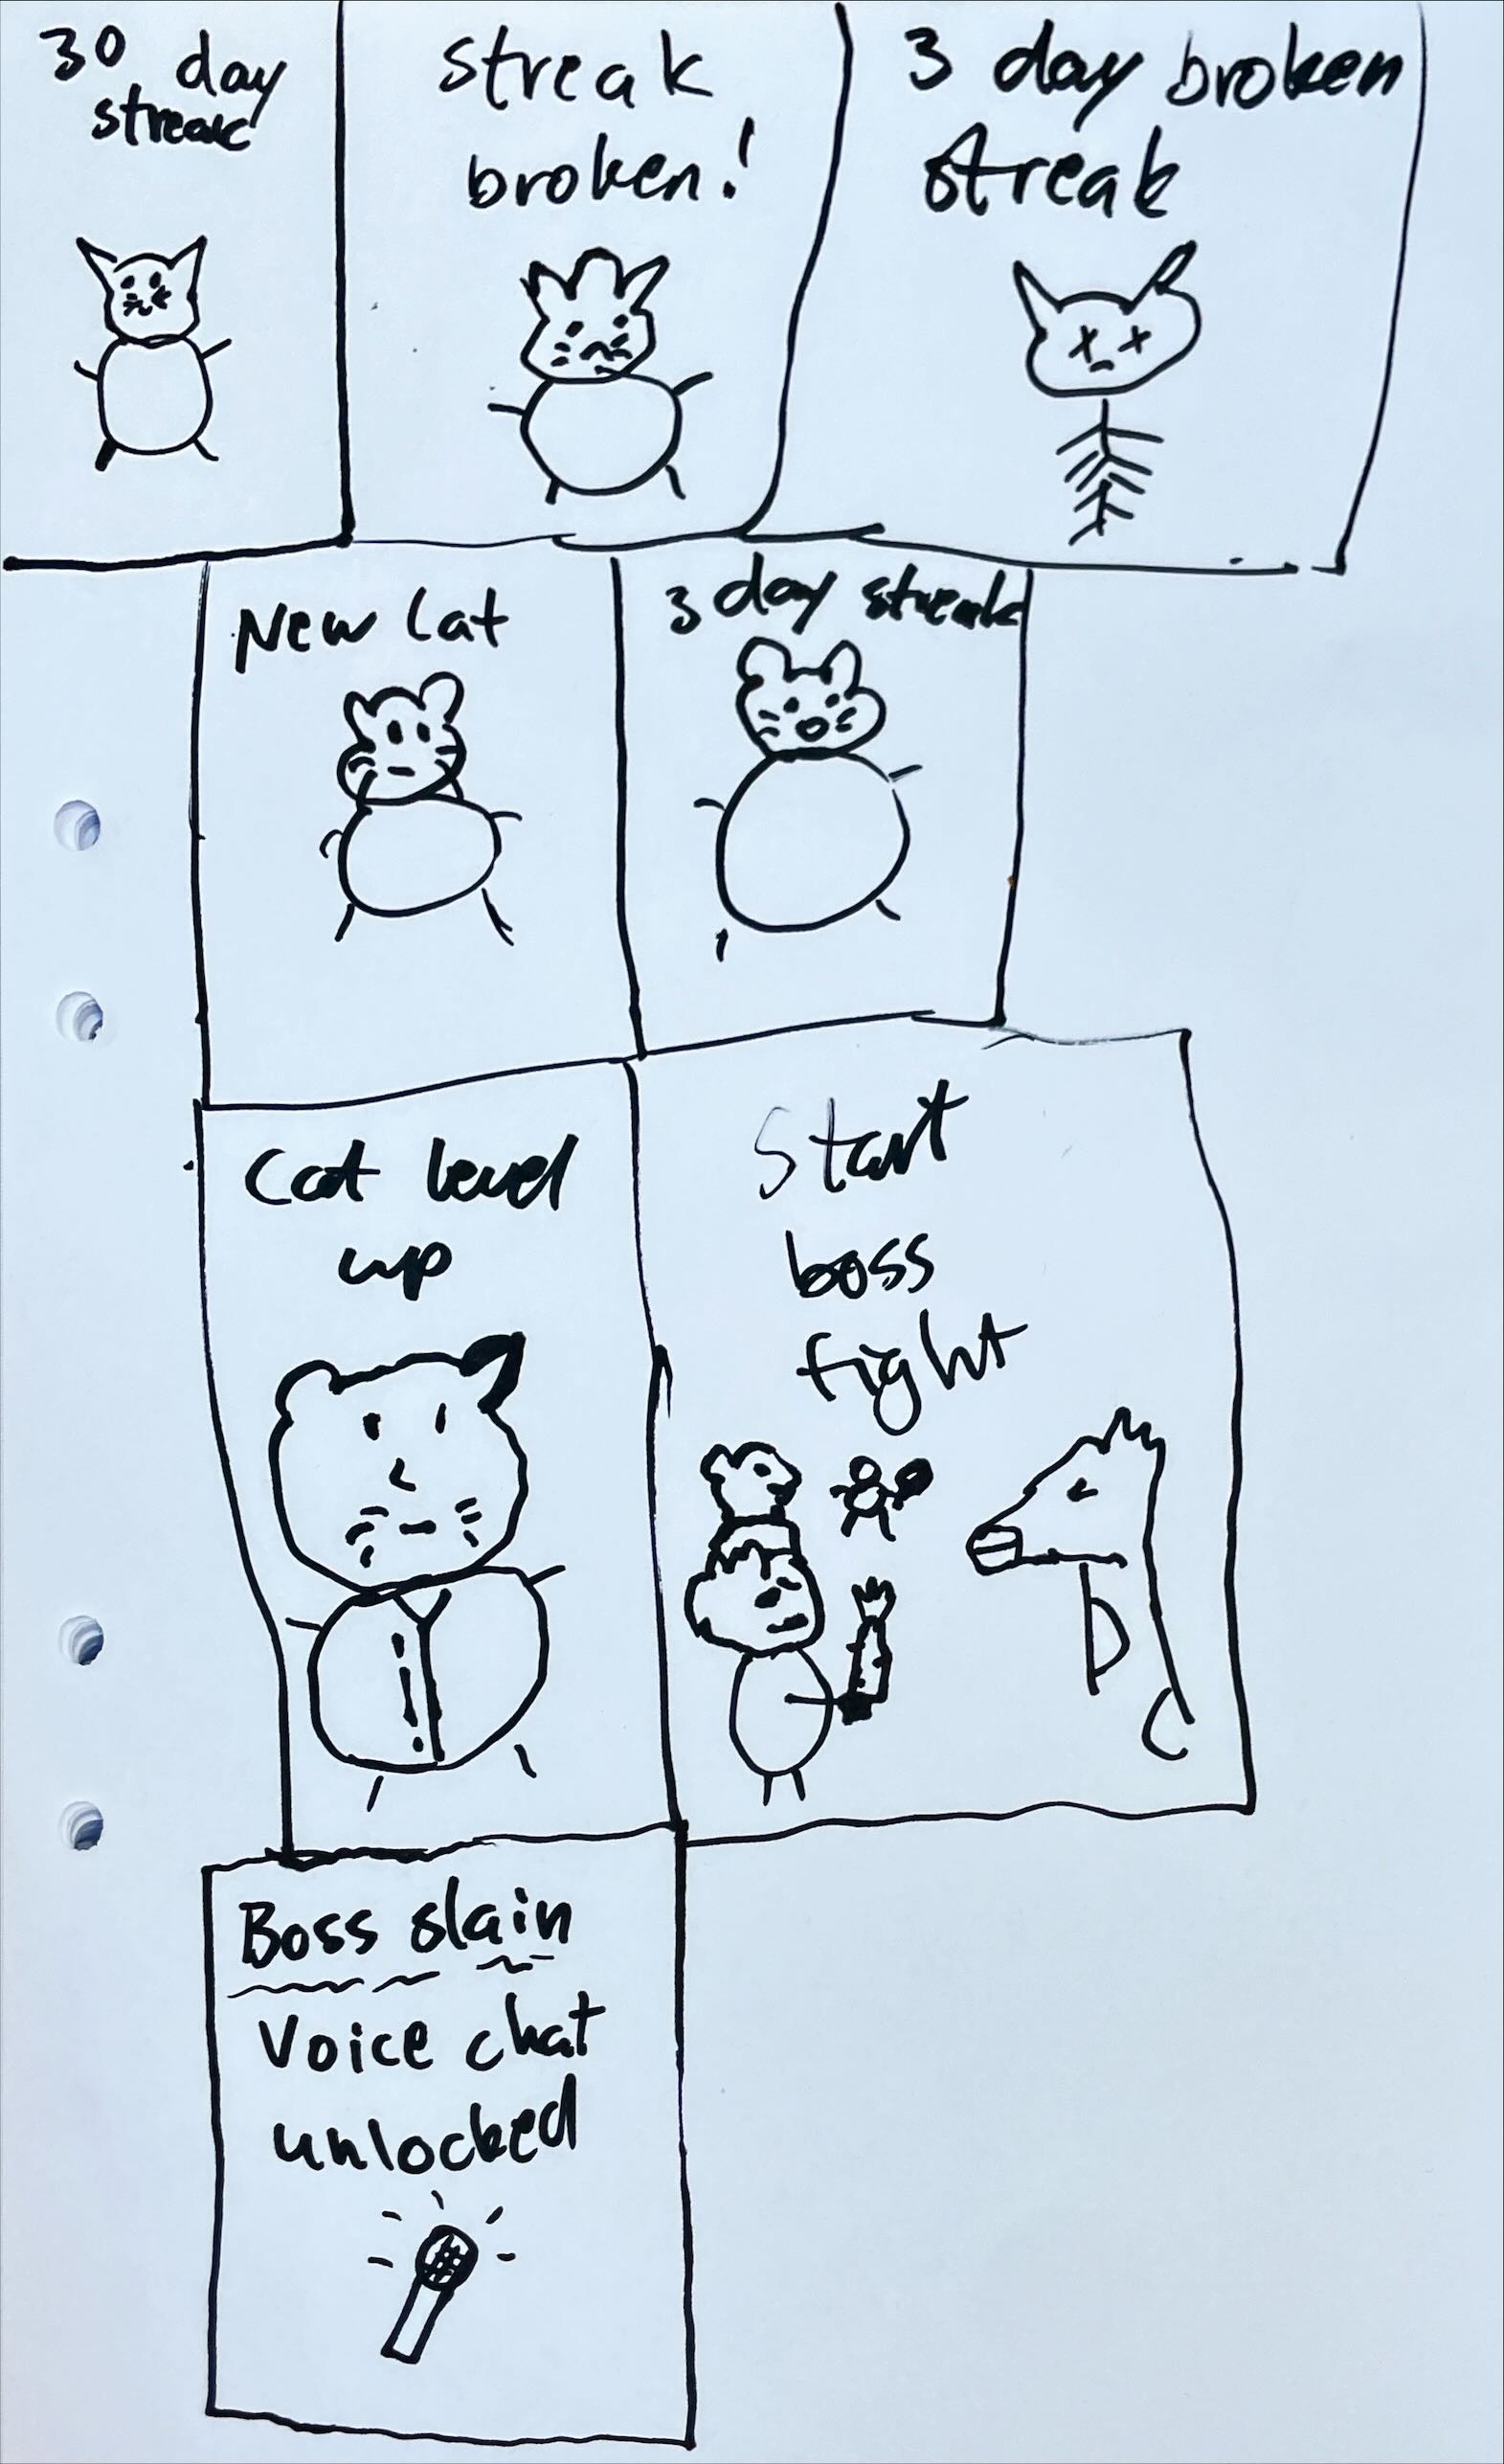 30 day
streak
streak
broken!
3 day broken
streak
New Cat
3 day streak
Cat level
up
Start
boss
fight
Boss slain
Voice chat
unlocked